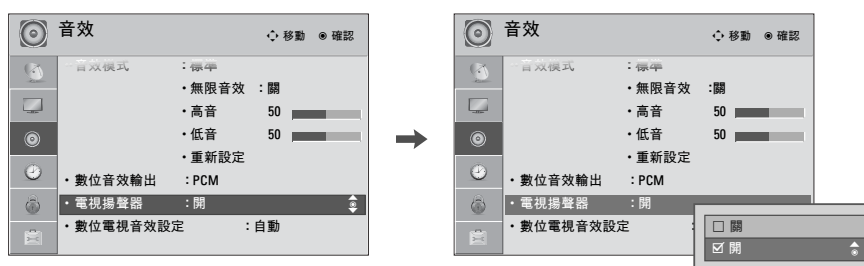 音效
移動 確認
音效模式 : 標準
・無限音效 : 關
・高音 50
・低音 50
・重新設定
・數位音效輸出 : PCM
・電視揚聲器 : 開
・數位電視音效設定 : 自動
音效
移動 確認
音效模式 : 標準
・無限音效 :關
・高音 50
・低音 50
・重新設定
・數位音效輸出 : PCM
・電視揚聲器 : 開
・數位電視音效設定 :
□ 關
☑ 開